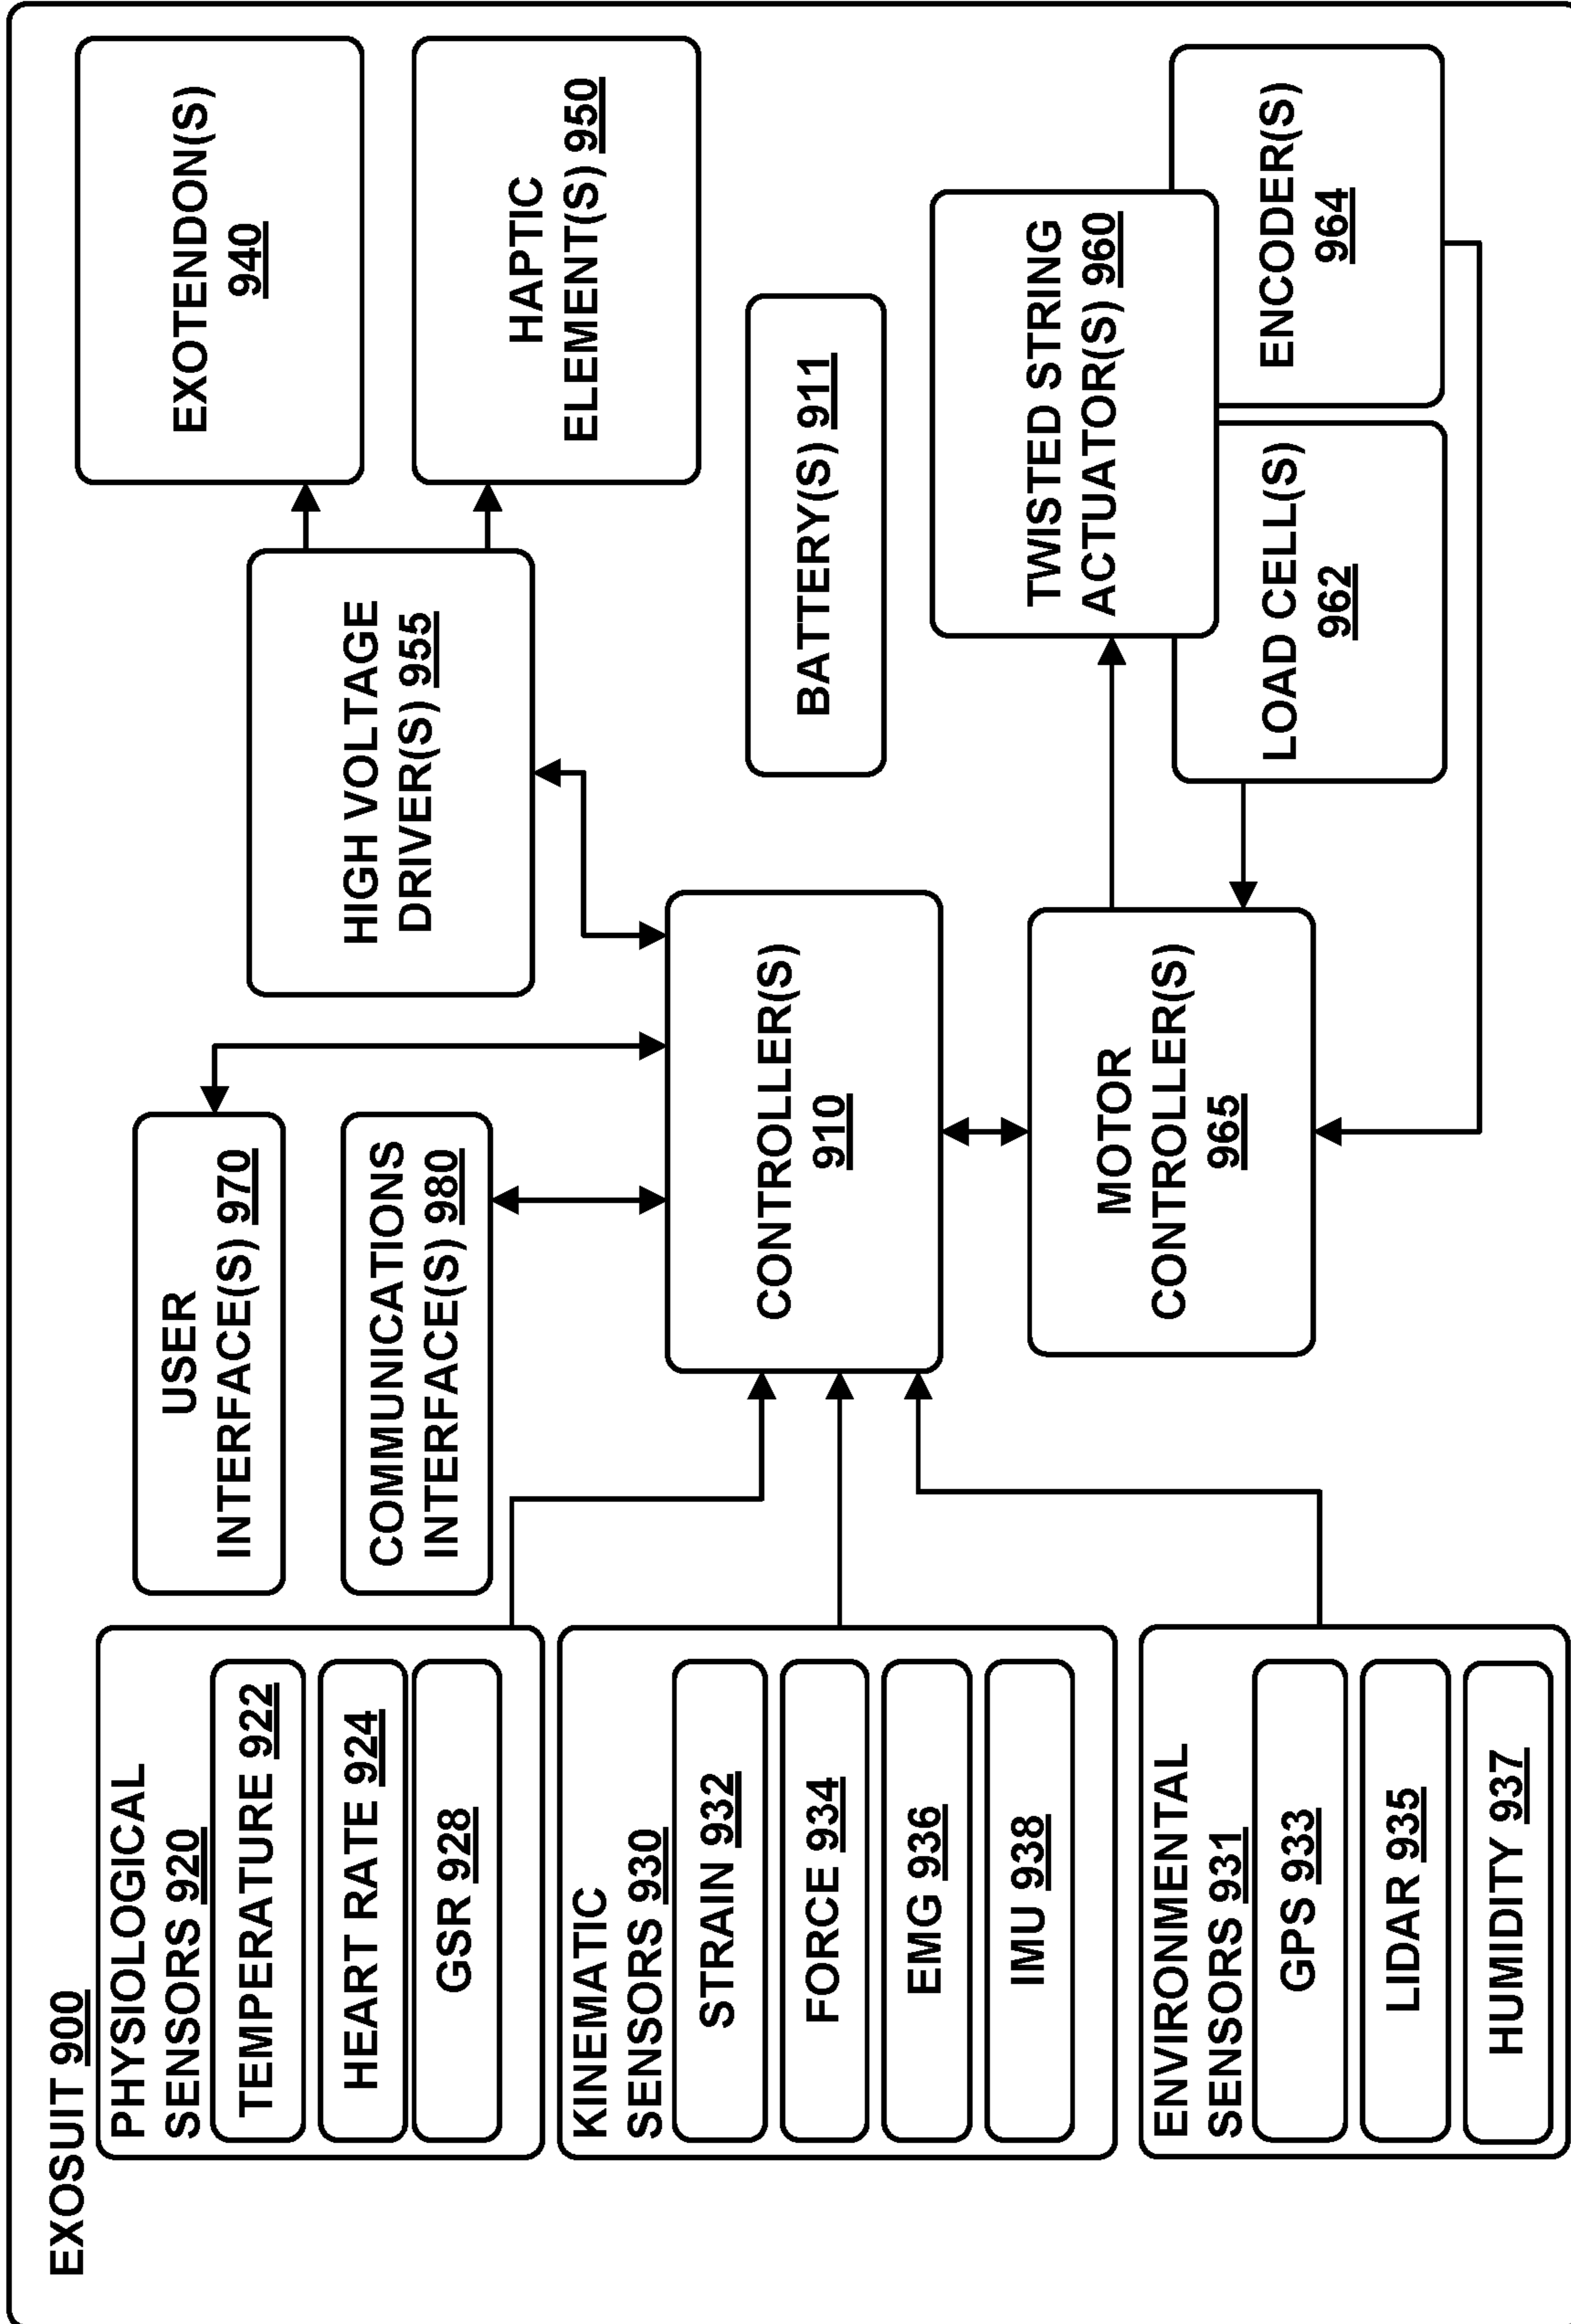 EXOSUIT 900
PHYSIOLOGICAL
SENSORS 920
TEMPERATURE 922
HEART RATE 924
GSR 928
KINEMATIC
SENSORS 930
STRAIN 932
FORCE 934
EMG 936
IMU 938
ENVIRONMENTAL
SENSORS 931
GPS 933
LIDAR 935
HUMIDITY 937
USER
INTERFACE(S) 970
COMMUNICATIONS
INTERFACE(S) 980
CONTROLLER(S)
910
MOTOR
CONTROLLER(S)
965
HIGH VOLTAGE
DRIVER(S) 955
EXOTENDON(S)
940
HAPTIC
ELEMENT(S) 950
BATTERY(S) 911
TWISTED STRING
ACTUATOR(S) 960
LOAD CELL(S)
962
ENCODER(S)
964